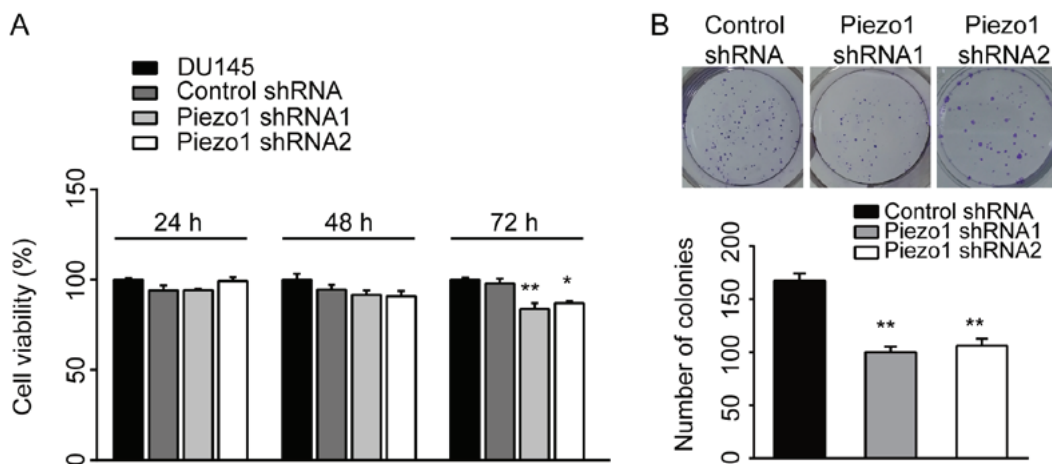 A
DU145
Control shRNA
Piezo1 shRNA1
Piezo1 shRNA2
Cell viability (%)
150
100
50
0
24 h
48 h
72 h
**
*
B
Control shRNA
Piezo1 shRNA1
Piezo1 shRNA2
Control shRNA
Piezo1 shRNA1
Piezo1 shRNA2
Number of colonies
200
150
100
50
0
**
**